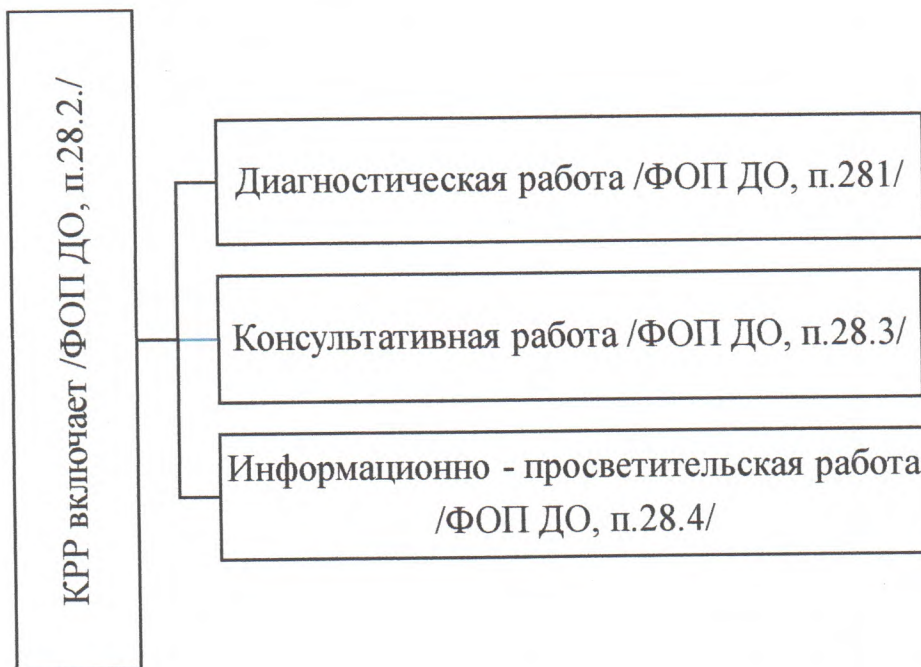 КРР включает /ФОП ДО, п.28.2./
Диагностическая работа /ФОП ДО, п.281/
Консультативная работа /ФОП ДО, п.28.3/
Информационно - просветительская работа
/ФОП ДО, п.28.4/